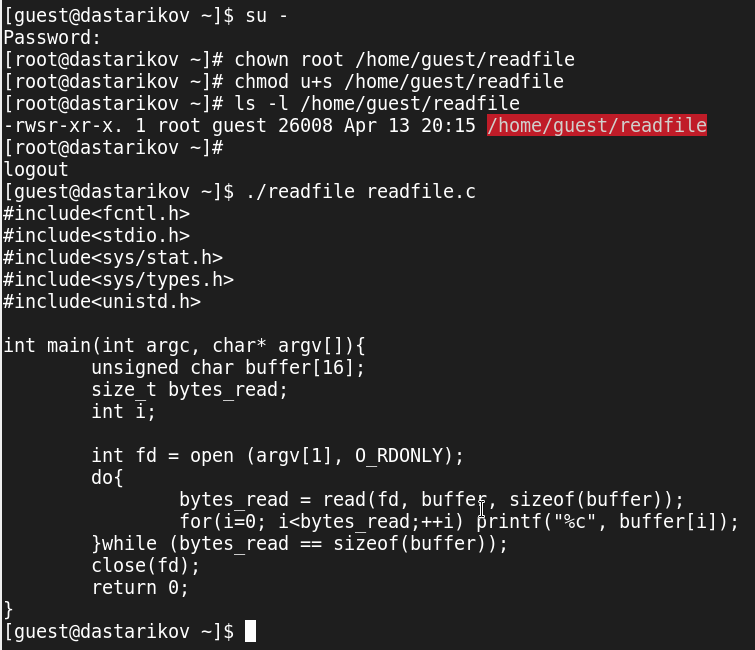 [guest@dastarikov ~]$ su -
Password:
[root@dastarikov ~]# chown root /home/guest/readfile
[root@dastarikov ~]# chmod u+s /home/guest/readfile
[root@dastarikov ~]# ls -l /home/guest/readfile
-rwsr-xr-x. 1 root guest 26008 Apr 13 20:15 /home/guest/readfile
[root@dastarikov ~]#
logout
[guest@dastarikov ~]$ ./readfile readfile.c
#include<fcntl.h>
#include<stdio.h>
#include<sys/stat.h>
#include<sys/types.h>
#include<unistd.h>

int main(int argc, char* argv[]){
        unsigned char buffer[16];
        size_t bytes_read;
        int i;

        int fd = open (argv[1], O_RDONLY);
        do{
                bytes_read = read(fd, buffer, sizeof(buffer));
                for(i=0; i<bytes_read;++i) printf("%c", buffer[i]);
        }while (bytes_read == sizeof(buffer));
        close(fd);
        return 0;
}
[guest@dastarikov ~]$